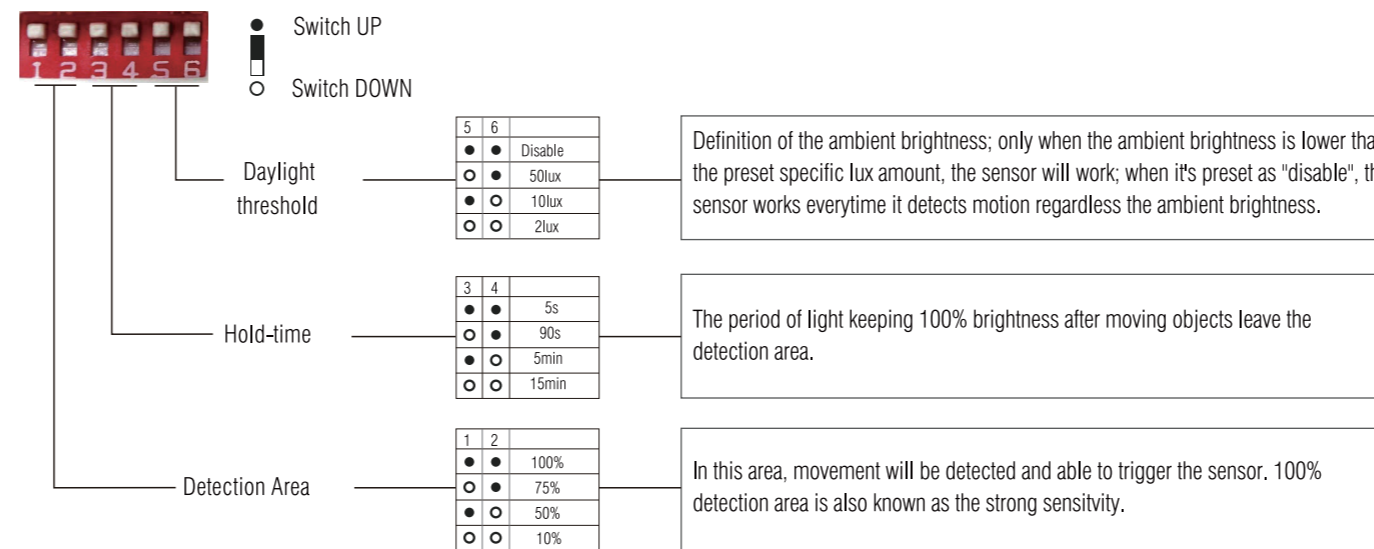 1 2 3 4 5 6
Switch UP
Switch DOWN
Daylight
threshold
5 6
Disable
50lux
10lux
2lux
Definition of the ambient brightness; only when the ambient brightness is lower
the preset specific lux amount, the sensor will work; when it's preset as "disable",
sensor works everytime it detects motion regardless the ambient brightness.
Hold-time
3 4
5s
90s
5min
15min
The period of light keeping 100% brightness after moving objects leave the
detection area.
Detection Area
1 2
100%
75%
50%
10%
In this area, movement will be detected and able to trigger the sensor. 100%
detection area is also known as the strong sensitvity.